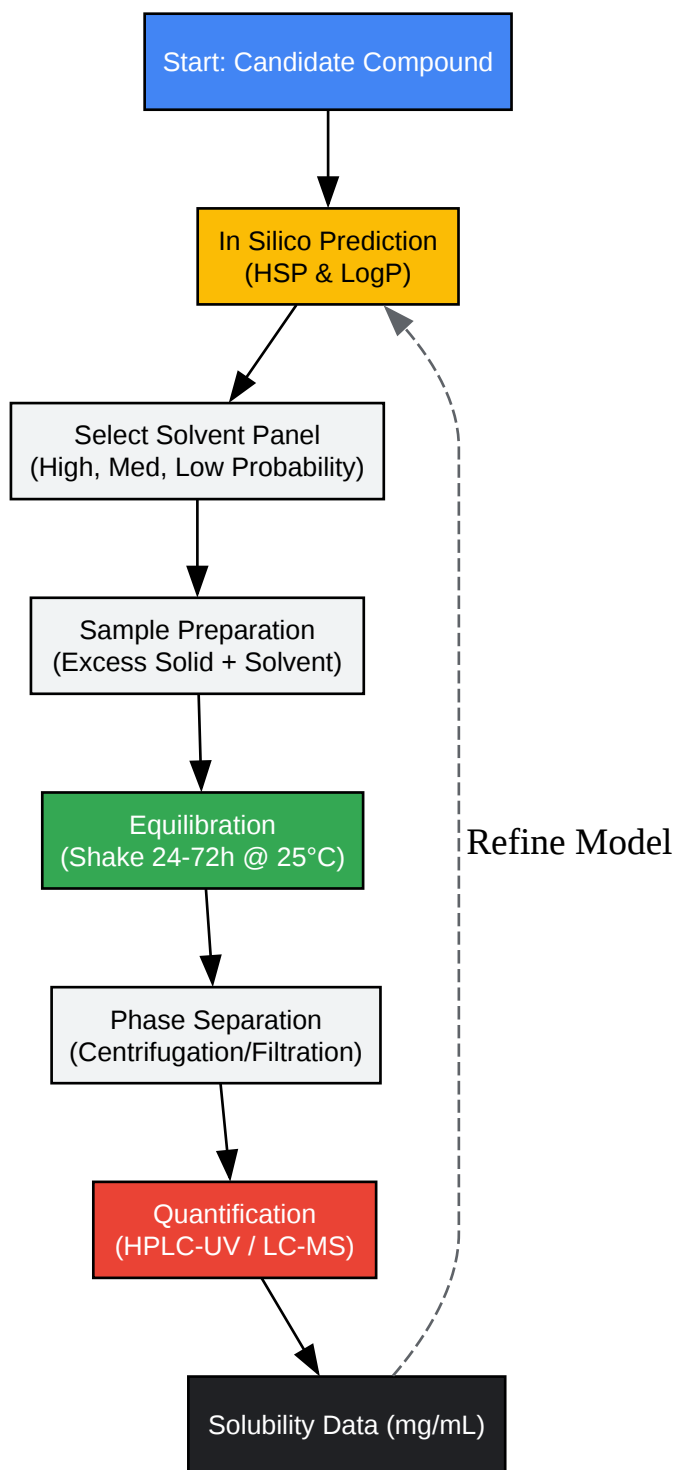 Start: Candidate Compound
In Silico Prediction
(HSP & LogP)
Select Solvent Panel
(High, Med, Low Probability)
Sample Preparation
(Excess Solid + Solvent)
Equilibration
(Shake 24-72h @ 25°C)
Refine Model
Phase Separation
(Centrifugation/Filtration)
Quantification
(HPLC-UV / LC-MS)
Solubility Data (mg/mL)